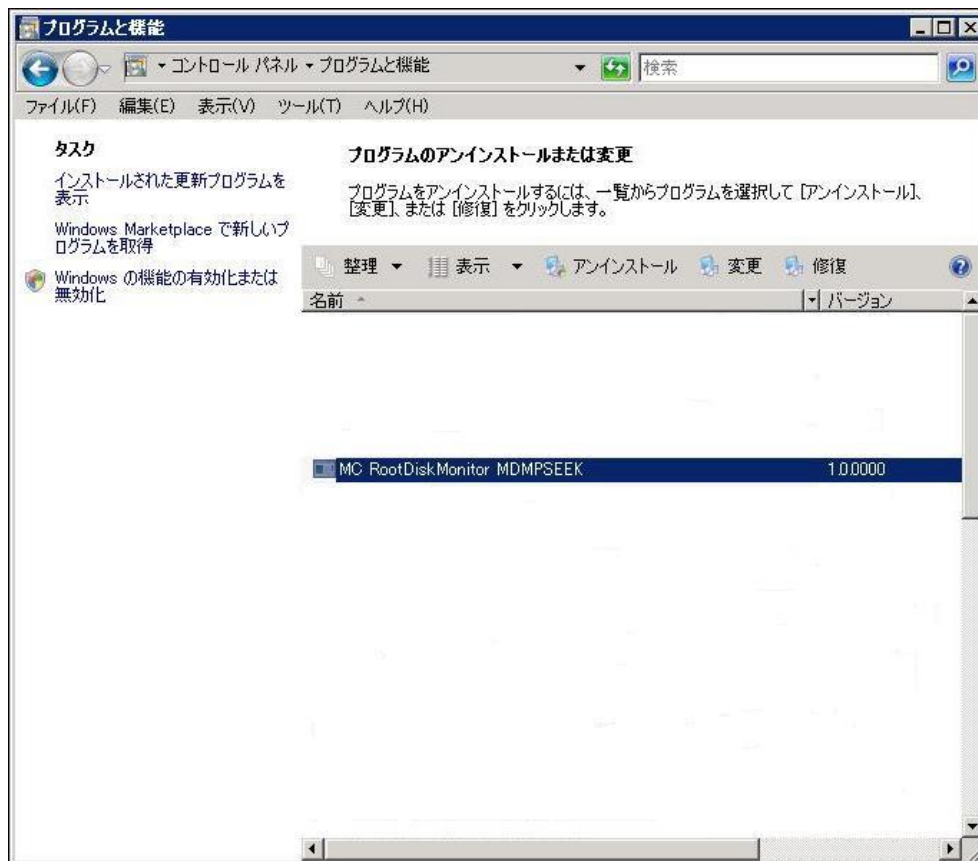 プログラムと機能
コントロール パネル ▾ プログラムと機能
検索
ファイル(F) 編集(E) 表示(V) ツール(T) ヘルプ(H)
タスク
インストールされた更新プログラムを
表示
Windows Marketplace で新しいプ
ログラムを取得
Windows の機能の有効化または
無効化
プログラムのアンインストールまたは変更
プログラムをアンインストールするには、一覧からプログラムを選択して [アンインストール]、
[変更]、または [修復] をクリックします。
整理 表示 アンインストール 変更 修復
名前 バージョン
MC RootDiskMonitor MDMPSEEK 1.0.0000